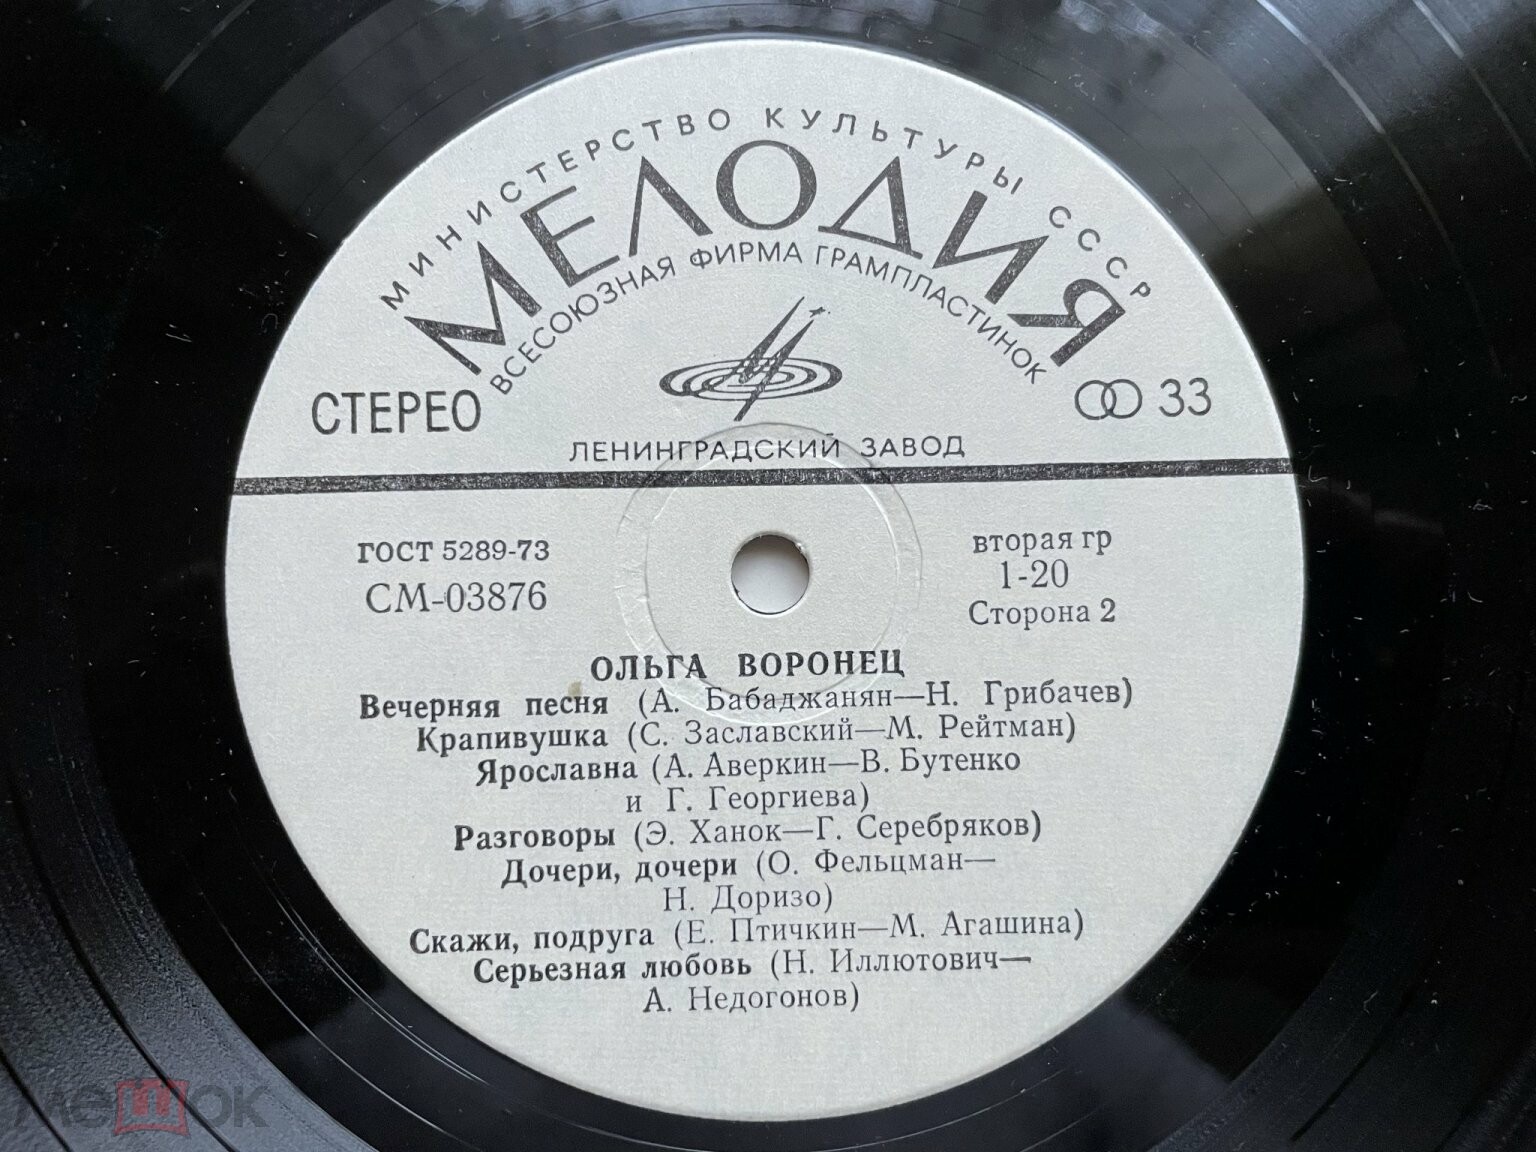 МИНИСТЕРСТВО КУЛЬТУРЫ СССР
МЕЛОДИЯ
ВСЕСОЮЗНАЯ ФИРМА ГРАМПЛАСТИНОК
СТЕРЕО
33
ЛЕНИНГРАДСКИЙ ЗАВОД
ГОСТ 5289-73
СМ-03876
вторая гр
1-20
Сторона 2
ОЛЬГА ВОРОНЕЦ
Вечерняя песня (А. Бабаджанян—Н. Грибачев)
Крапивушка (С. Заславский—М. Рейтман)
Ярославна (А. Аверкин—В. Бутенко
и Г. Георгиева)
Разговоры (Э. Ханок—Г. Серебряков)
Дочери, дочери (О. Фельцман—
Н. Доризо)
Скажи, подруга (Е. Птичкин—М. Агашина)
Серьезная любовь (Н. Иллютович—
А. Недогонов)
мешок